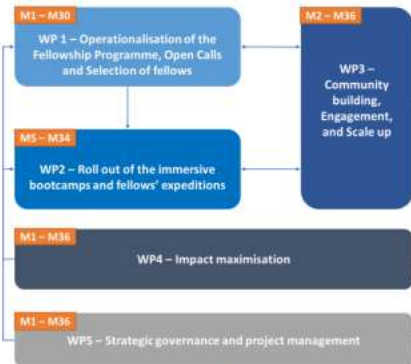 M1 – M30
WP 1 – Operationalisation of the
Fellowship Programme, Open Calls
and Selection of fellows
M2 – M36
WP3 –
Community
building,
Engagement,
and Scale up
M5 – M34
WP2 – Roll out of the immersive
bootcamps and fellows' expeditions
M1 – M36
WP4 – Impact maximisation
M1 – M36
WP5 – Strategic governance and project management